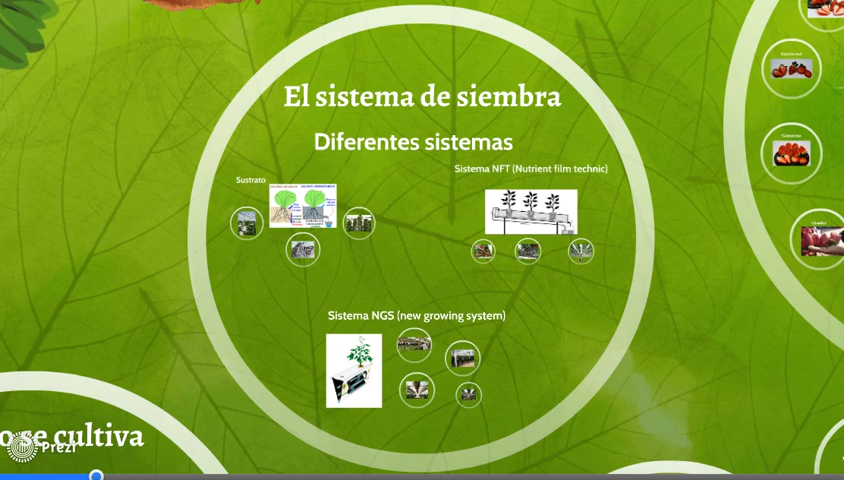 El sistema de siembra
Diferentes sistemas
Sustrato
Sistema NFT (Nutrient film technic)
Sistema NGS (new growing system)
o se cultiva
Prezi